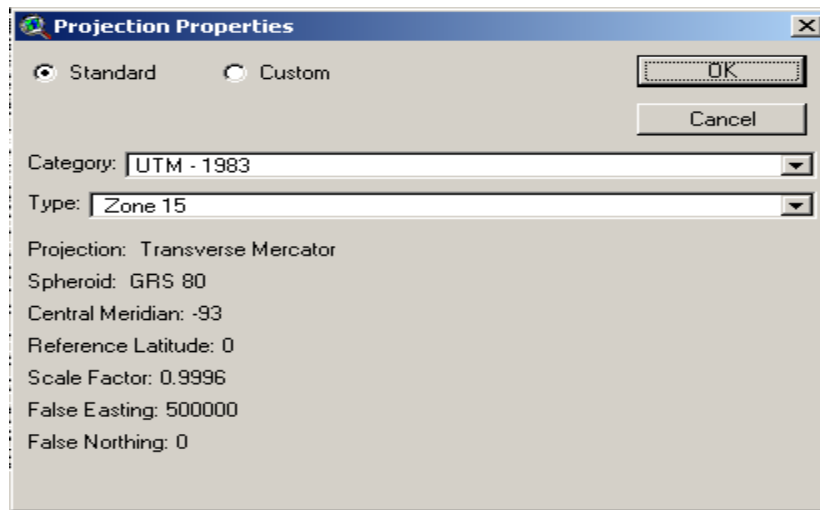 Projection Properties
Standard Custom OK
Cancel
Category: UTM - 1983
Type: Zone 15
Projection: Transverse Mercator
Spheroid: GRS 80
Central Meridian: -93
Reference Latitude: 0
Scale Factor: 0.9996
False Easting: 500000
False Northing: 0